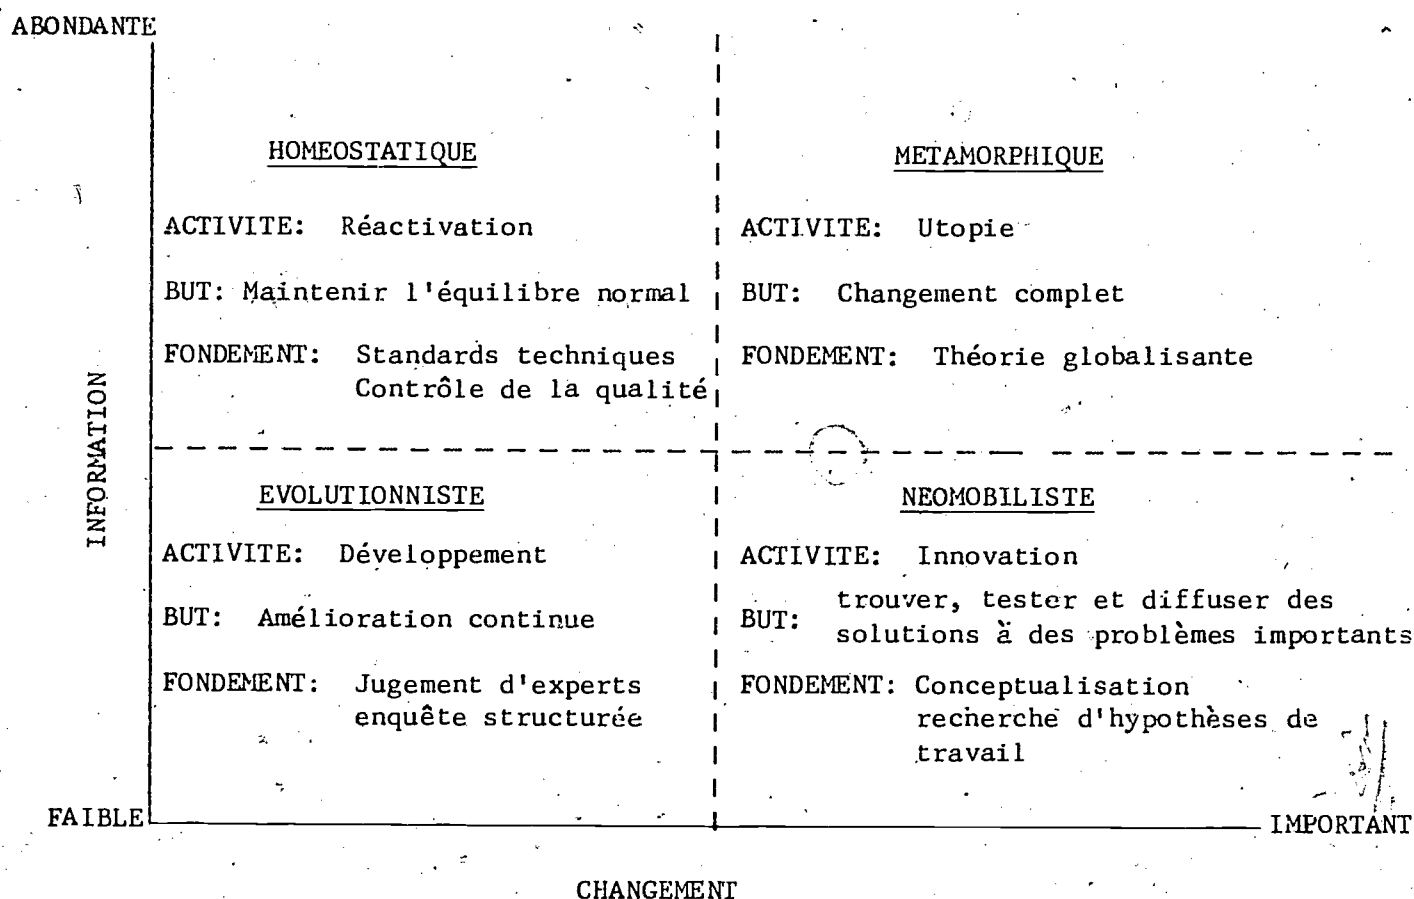 ABONDANTE
HOMEOSTATIQUE
ACTIVITE: Réactivation
BUT: Maintenir l'équilibre normal
FONDEMENT: Standards techniques
Contrôle de la qualité
METAMORPHIQUE
ACTIVITE: Utopie
BUT: Changement complet
FONDEMENT: Théorie globalisante
INFORMATION
EVOLUTIONNISTE
ACTIVITE: Développement
BUT: Amélioration continue
FONDEMENT: Jugement d'experts
enquête structurée
NEOMOBILISTE
ACTIVITE: Innovation
BUT: trouver, tester et diffuser des
solutions à des problèmes importants
FONDEMENT: Conceptualisation
recherche d'hypothèses de
travail
FAIBLE
IMPORTANT
CHANGEMENT